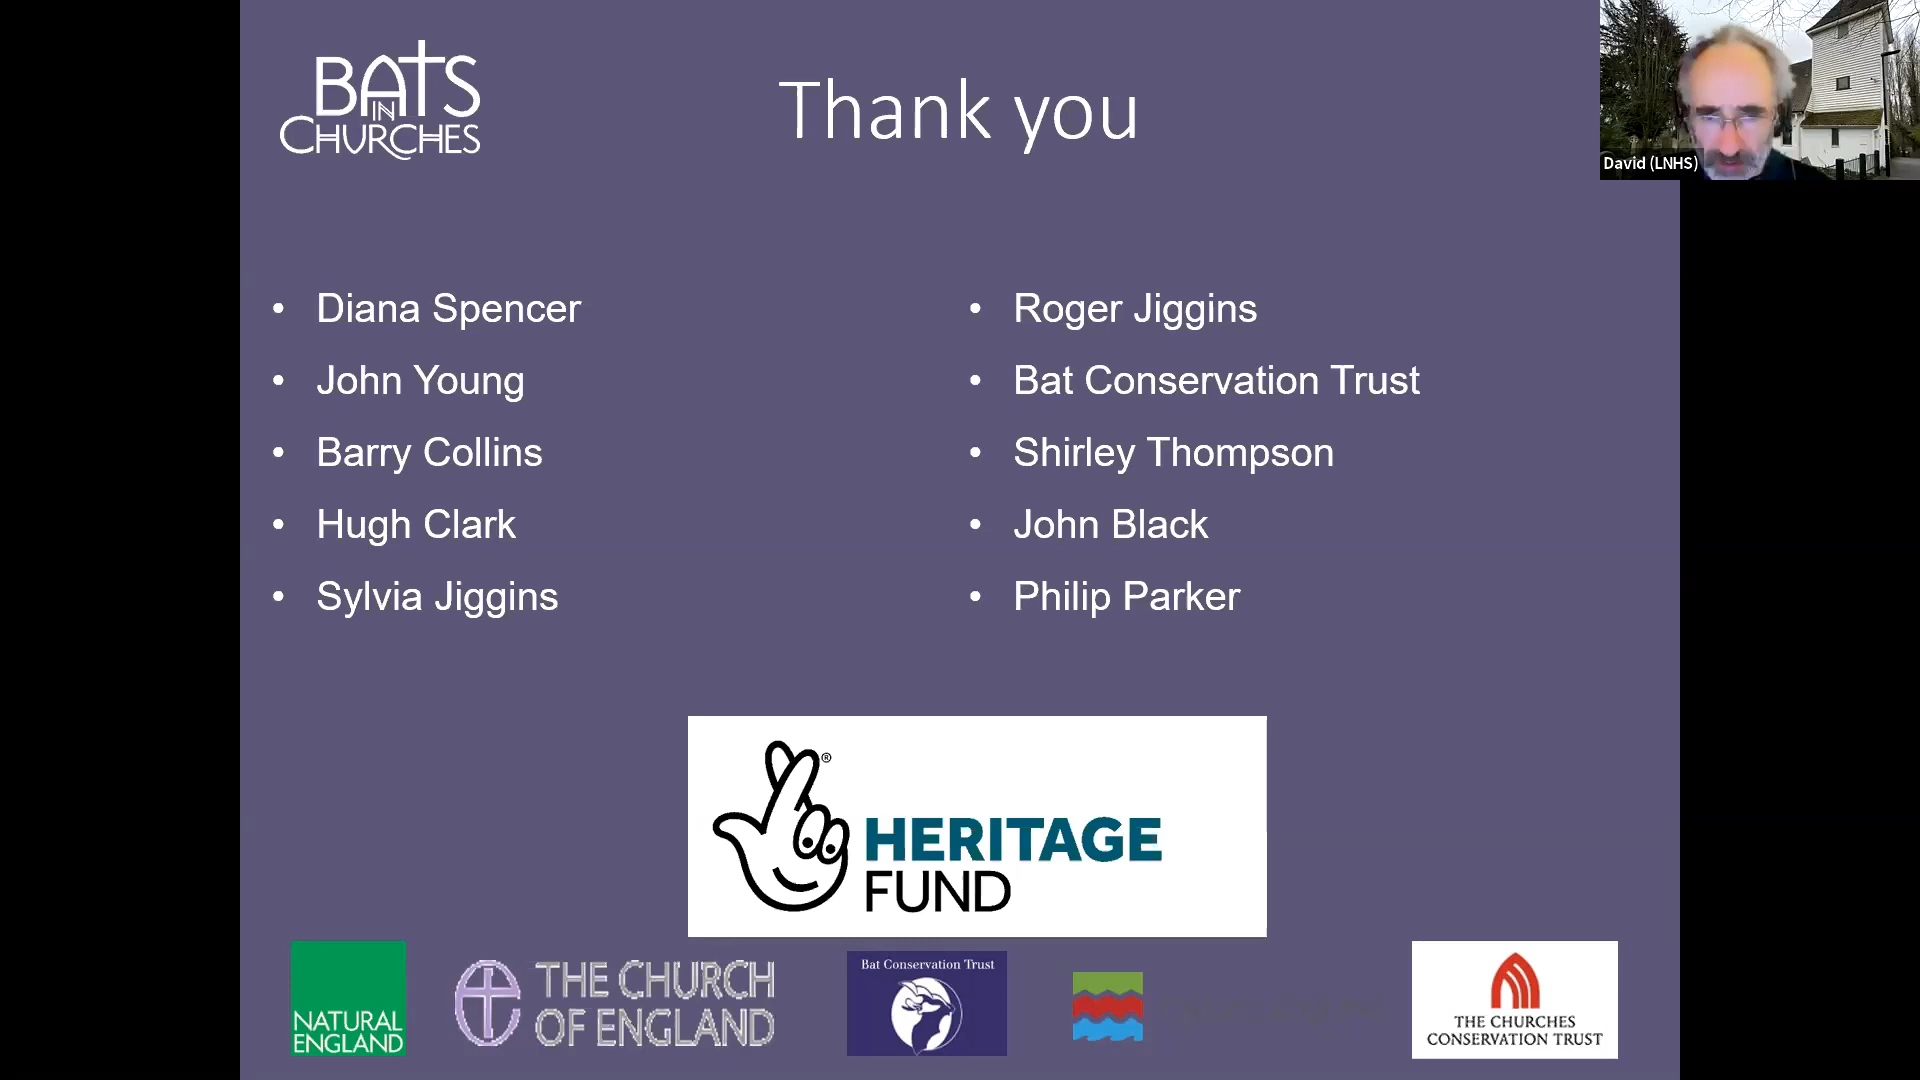 BATS
IN
CHURCHES
Thank you
David (LNHS)
• Diana Spencer
• John Young
• Barry Collins
• Hugh Clark
• Sylvia Jiggins
• Roger Jiggins
• Bat Conservation Trust
• Shirley Thompson
• John Black
• Philip Parker
®
HERITAGE
FUND
NATURAL
ENGLAND
THE CHURCH
OF ENGLAND
Bat Conservation Trust
THE CHURCHES
CONSERVATION TRUST